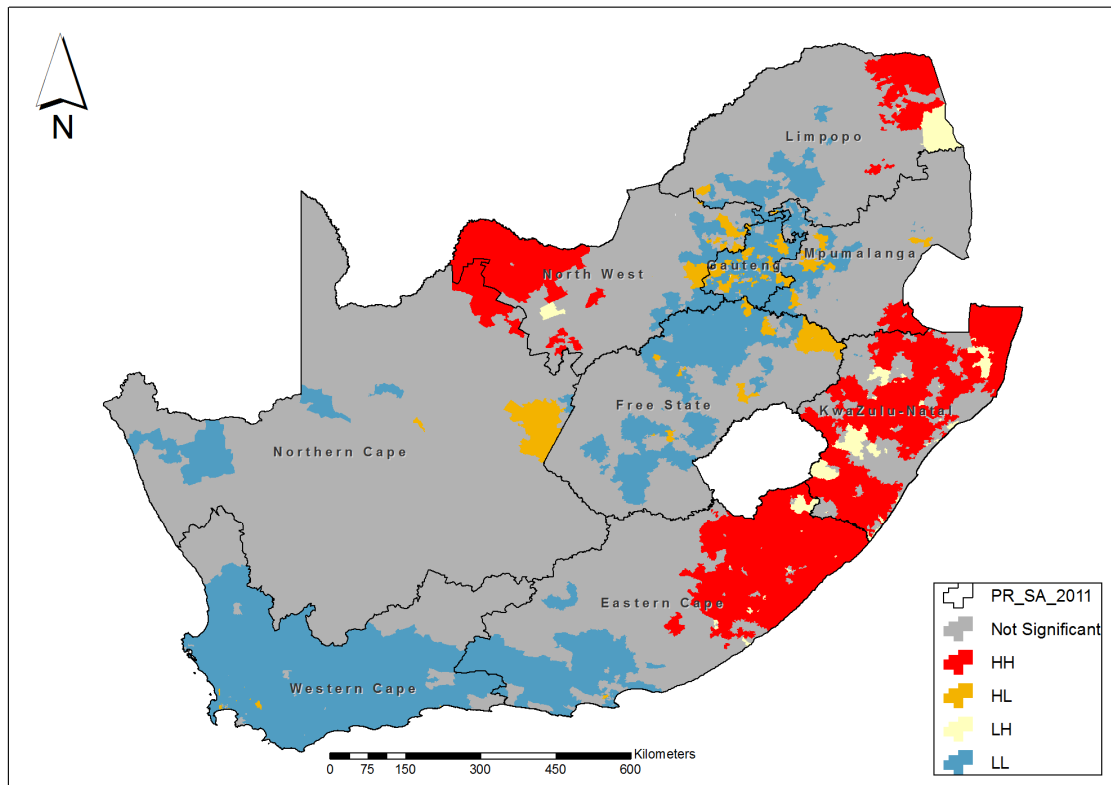 N
Limpopo
Mpumalanga
Gauteng
North West
Free State
KwaZulu-Natal
Northern Cape
Eastern Cape
Western Cape
PR_SA_2011
Not Significant
HH
HL
LH
LL
Kilometers
0 75 150 300 450 600